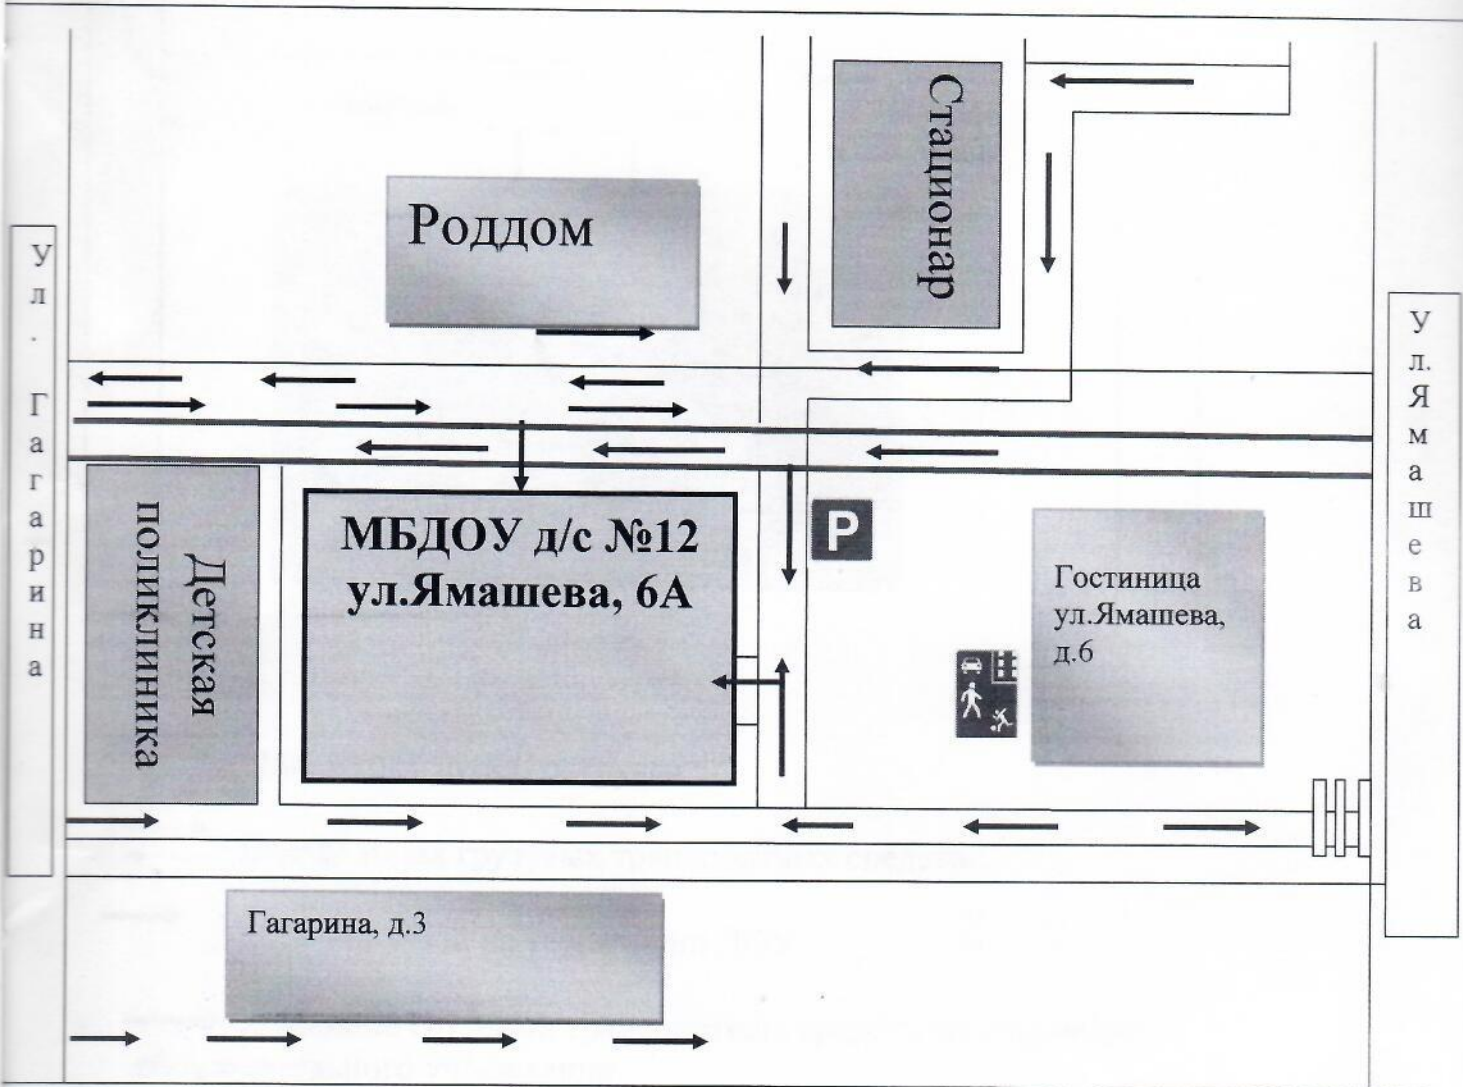 Стационар
Роддом
Ул. Гагарина
Ул.Ямашева
МБДОУ д/с №12
ул.Ямашева, 6А
P
Детская
поликлиника
Гостиница
ул.Ямашева,
д.6
Гагарина, д.3